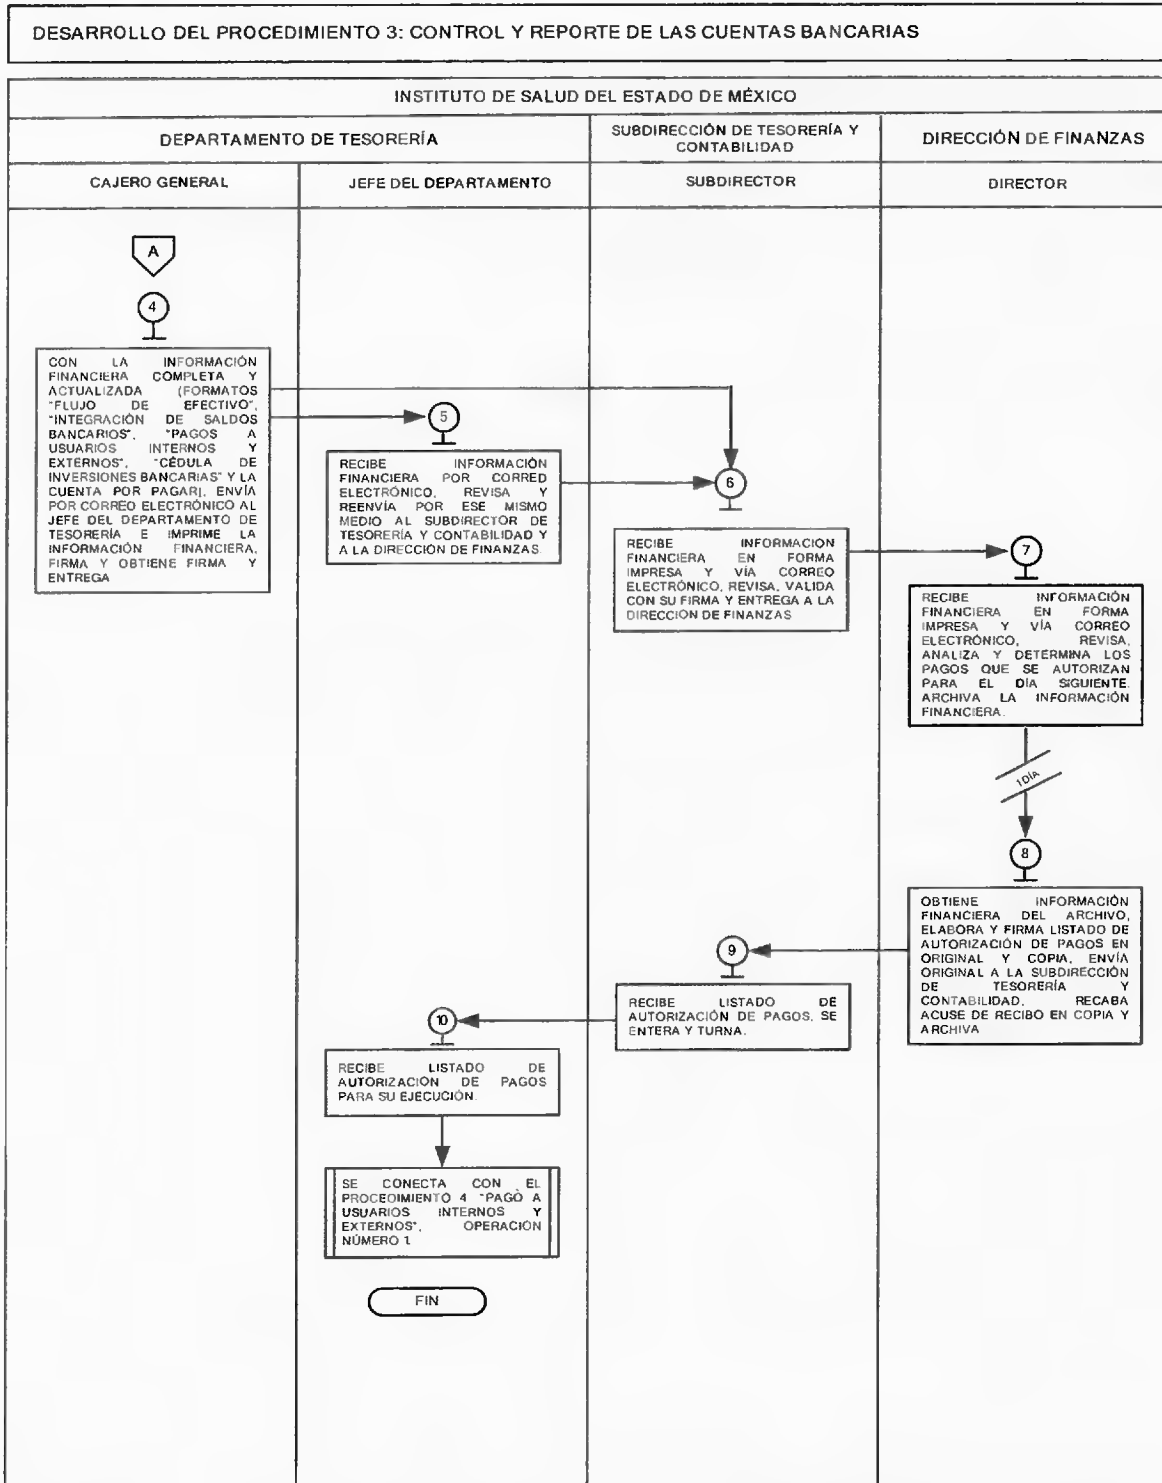 DESARROLLO DEL PROCEDIMIENTO 3: CONTROL Y REPORTE DE LAS CUENTAS BANCARIAS
INSTITUTO DE SALUD DEL ESTADO DE MÉXICO
DEPARTAMENTO DE TESORERÍA
SUBDIRECCIÓN DE TESORERÍA Y
CONTABILIDAD
DIRECCIÓN DE FINANZAS
CAJERO GENERAL
JEFE DEL DEPARTAMENTO
SUBDIRECTOR
DIRECTOR
A
4
CON LA INFORMACIÓN
FINANCIERA COMPLETA Y
ACTUALIZADA (FORMATOS
"FLUJO DE EFECTIVO",
"INTEGRACIÓN DE SALDOS
BANCARIOS", "PAGOS A
USUARIOS INTERNOS Y
EXTERNOS", "CÉDULA DE
INVERSIONES BANCARIAS" Y LA
CUENTA POR PAGAR), ENVÍA
POR CORREO ELECTRÓNICO AL
JEFE DEL DEPARTAMENTO DE
TESORERÍA E IMPRIME LA
INFORMACIÓN FINANCIERA,
FIRMA Y OBTIENE FIRMA Y
ENTREGA
5
RECIBE INFORMACIÓN
FINANCIERA POR CORRED
ELECTRÓNICO, REVISA Y
REENVÍA POR ESE MISMO
MEDIO AL SUBDIRECTOR DE
TESORERÍA Y CONTABILIDAD Y
A LA DIRECCIÓN DE FINANZAS.
6
RECIBE INFORMACION
FINANCIERA EN FORMA
IMPRESA Y VÍA CORREO
ELECTRÓNICO, REVISA, VALIDA
CON SU FIRMA Y ENTREGA A LA
DIRECCIÓN DE FINANZAS
7
RECIBE INFORMACIÓN
FINANCIERA EN FORMA
IMPRESA Y VÍA CORREO
ELECTRÓNICO, REVISA,
ANALIZA Y DETERMINA LOS
PAGOS QUE SE AUTORIZAN
PARA EL DÍA SIGUIENTE.
ARCHIVA LA INFORMACIÓN
FINANCIERA.
1 DÍA
8
OBTIENE INFORMACIÓN
FINANCIERA DEL ARCHIVO,
ELABORA Y FIRMA LISTADO DE
AUTORIZACIÓN DE PAGOS EN
ORIGINAL Y COPIA, ENVÍA
ORIGINAL A LA SUBDIRECCIÓN
DE TESORERÍA Y
CONTABILIDAD, RECABA
ACUSE DE RECIBO EN COPIA Y
ARCHIVA
9
RECIBE LISTADO DE
AUTORIZACIÓN DE PAGOS, SE
ENTERA Y TURNA.
10
RECIBE LISTADO DE
AUTORIZACIÓN DE PAGOS
PARA SU EJECUCIÓN.
SE CONECTA CON EL
PROCEDIMIENTO 4 "PAGO A
USUARIOS INTERNOS Y
EXTERNOS", OPERACIÓN
NÚMERO 1.
FIN